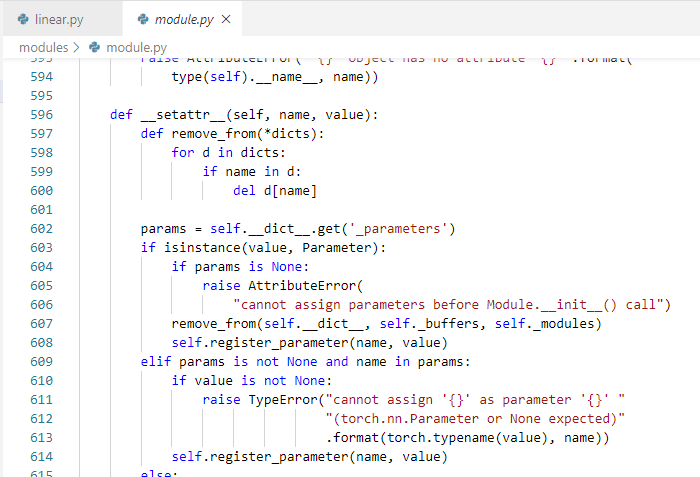 linear.py
module.py
modules > module.py
593 raise AttributeError("'{}' object has no attribute '{}'".format(
594 type(self).__name__, name))
595
596 def __setattr__(self, name, value):
597 def remove_from(*dicts):
598 for d in dicts:
599 if name in d:
600 del d[name]
601
602 params = self.__dict__.get('_parameters')
603 if isinstance(value, Parameter):
604 if params is None:
605 raise AttributeError(
606 "cannot assign parameters before Module.__init__() call")
607 remove_from(self.__dict__, self._buffers, self._modules)
608 self.register_parameter(name, value)
609 elif params is not None and name in params:
610 if value is not None:
611 raise TypeError("cannot assign '{}' as parameter '{}' "
612 "(torch.nn.Parameter or None expected)"
613 .format(torch.typename(value), name))
614 self.register_parameter(name, value)
615 else: